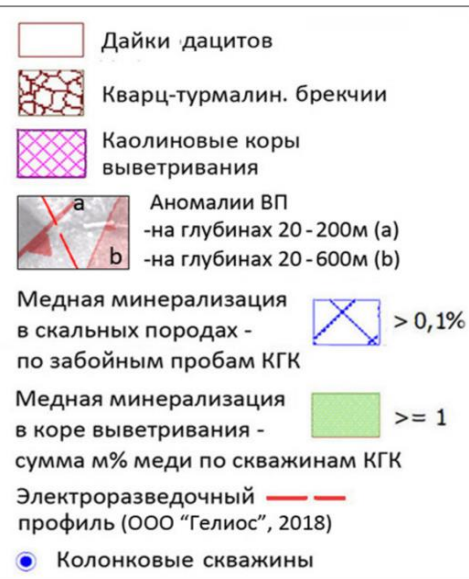 Дайки дацитов
Кварц-турмалин. брекчии
Каолиновые коры
выветривания
a
b
Аномалии ВП
-на глубинах 20-200м (a)
-на глубинах 20-600м (b)
Медная минерализация
в скальных породах -
по забойным пробам КГК
> 0,1%
Медная минерализация
в коре выветривания -
сумма м% меди по скважинам КГК
>= 1
Электроразведочный
профиль (ООО “Гелиос”, 2018)
Колонковые скважины